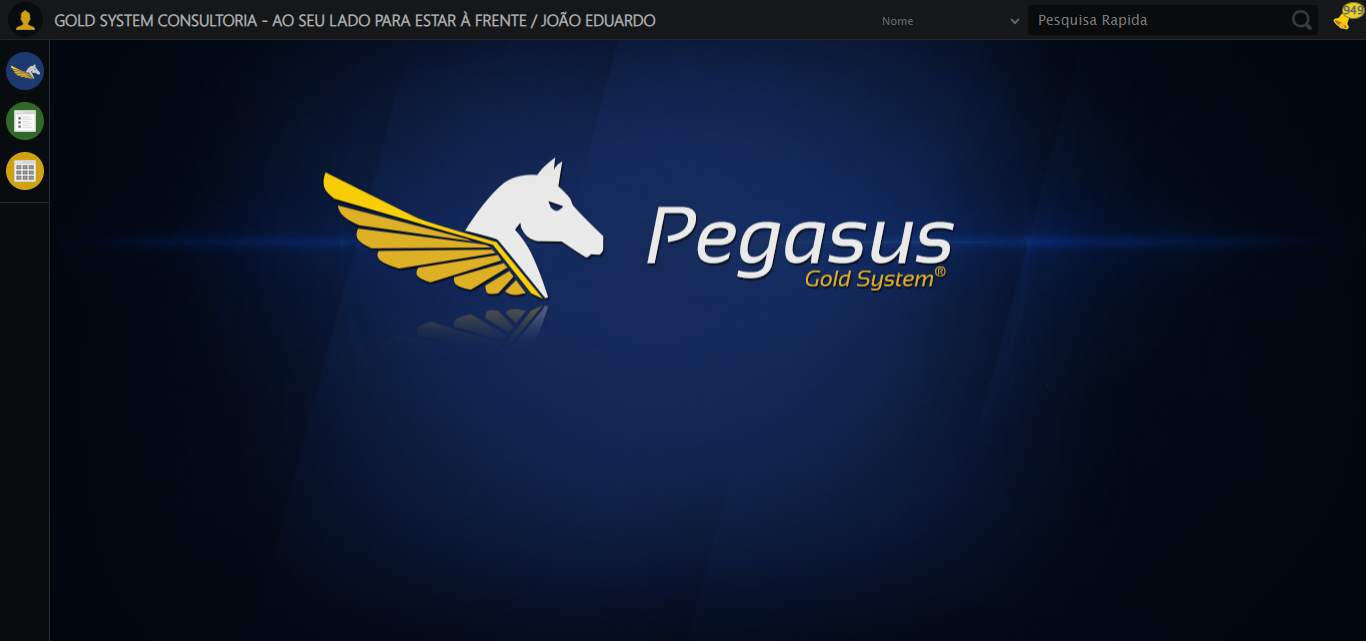 GOLD SYSTEM CONSULTORIA - AO SEU LADO PARA ESTAR À FRENTE / JOÃO EDUARDO
Nome
Pesquisa Rapida
949
Pegasus
Gold System®